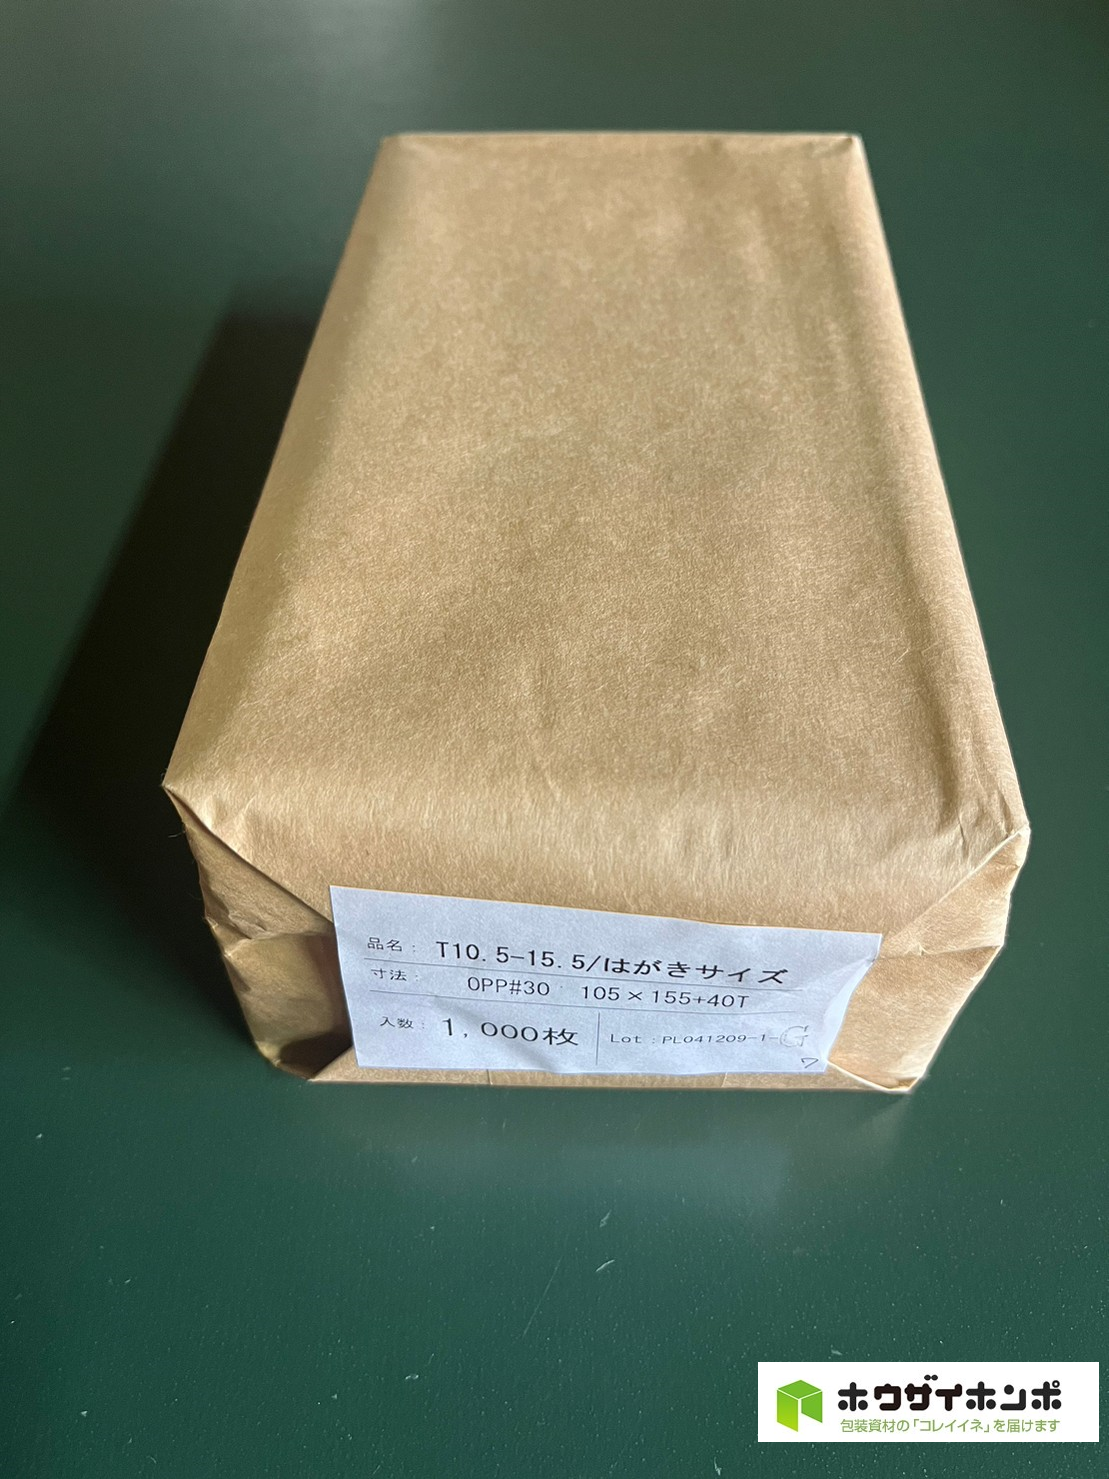 品名: T10.5-15.5/はがきサイズ
寸法: OPP#30 105×155+40T
入数: 1,000枚 Lot:PL041209-1-G
ワ
ホウザイホンポ
包装資材の「コレイイネ」を届けます